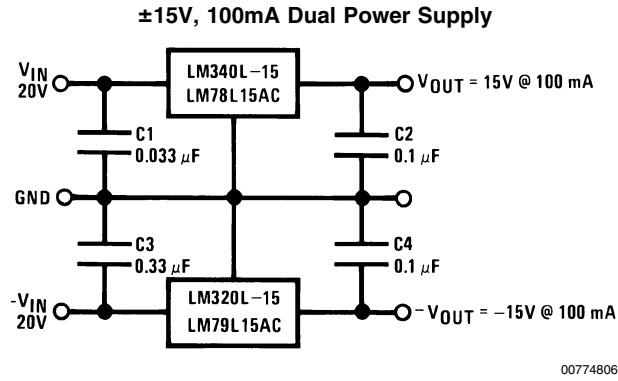 ±15V, 100mA Dual Power Supply
VIN
20V
LM340L–15
LM78L15AC
VOUT = 15V @ 100 mA
C1
0.033 μF
C2
0.1 μF
GND
C3
0.33 μF
C4
0.1 μF
-VIN
20V
LM320L–15
LM79L15AC
–VOUT = –15V @ 100 mA
00774806